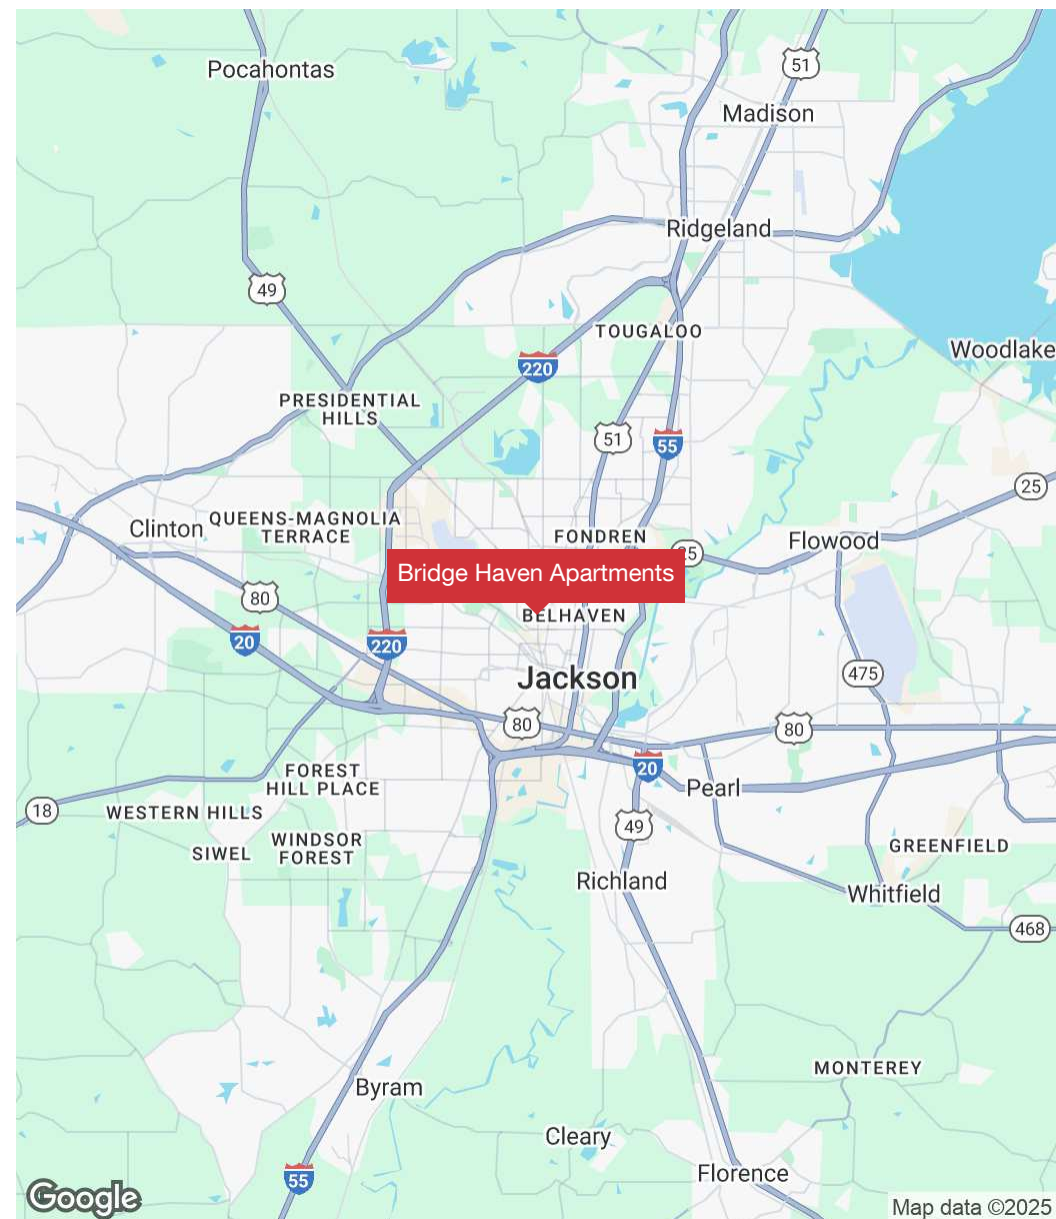 51
Pocahontas
Madison
Ridgeland
49
TOUGALOO
Woodlake
220
PRESIDENTIAL
HILLS
51
55
25
Clinton
QUEENS-MAGNOLIA
TERRACE
FONDREN
Flowood
Bridge Haven Apartments
80
BELHAVEN
20
220
475
Jackson
80
80
20
FOREST
HILL PLACE
Pearl
18
WESTERN HILLS
49
WINDSOR
FOREST
SIWEL
GREENFIELD
Richland
Whitfield
468
MONTEREY
Byram
Cleary
55
Florence
Google
Map data ©2025